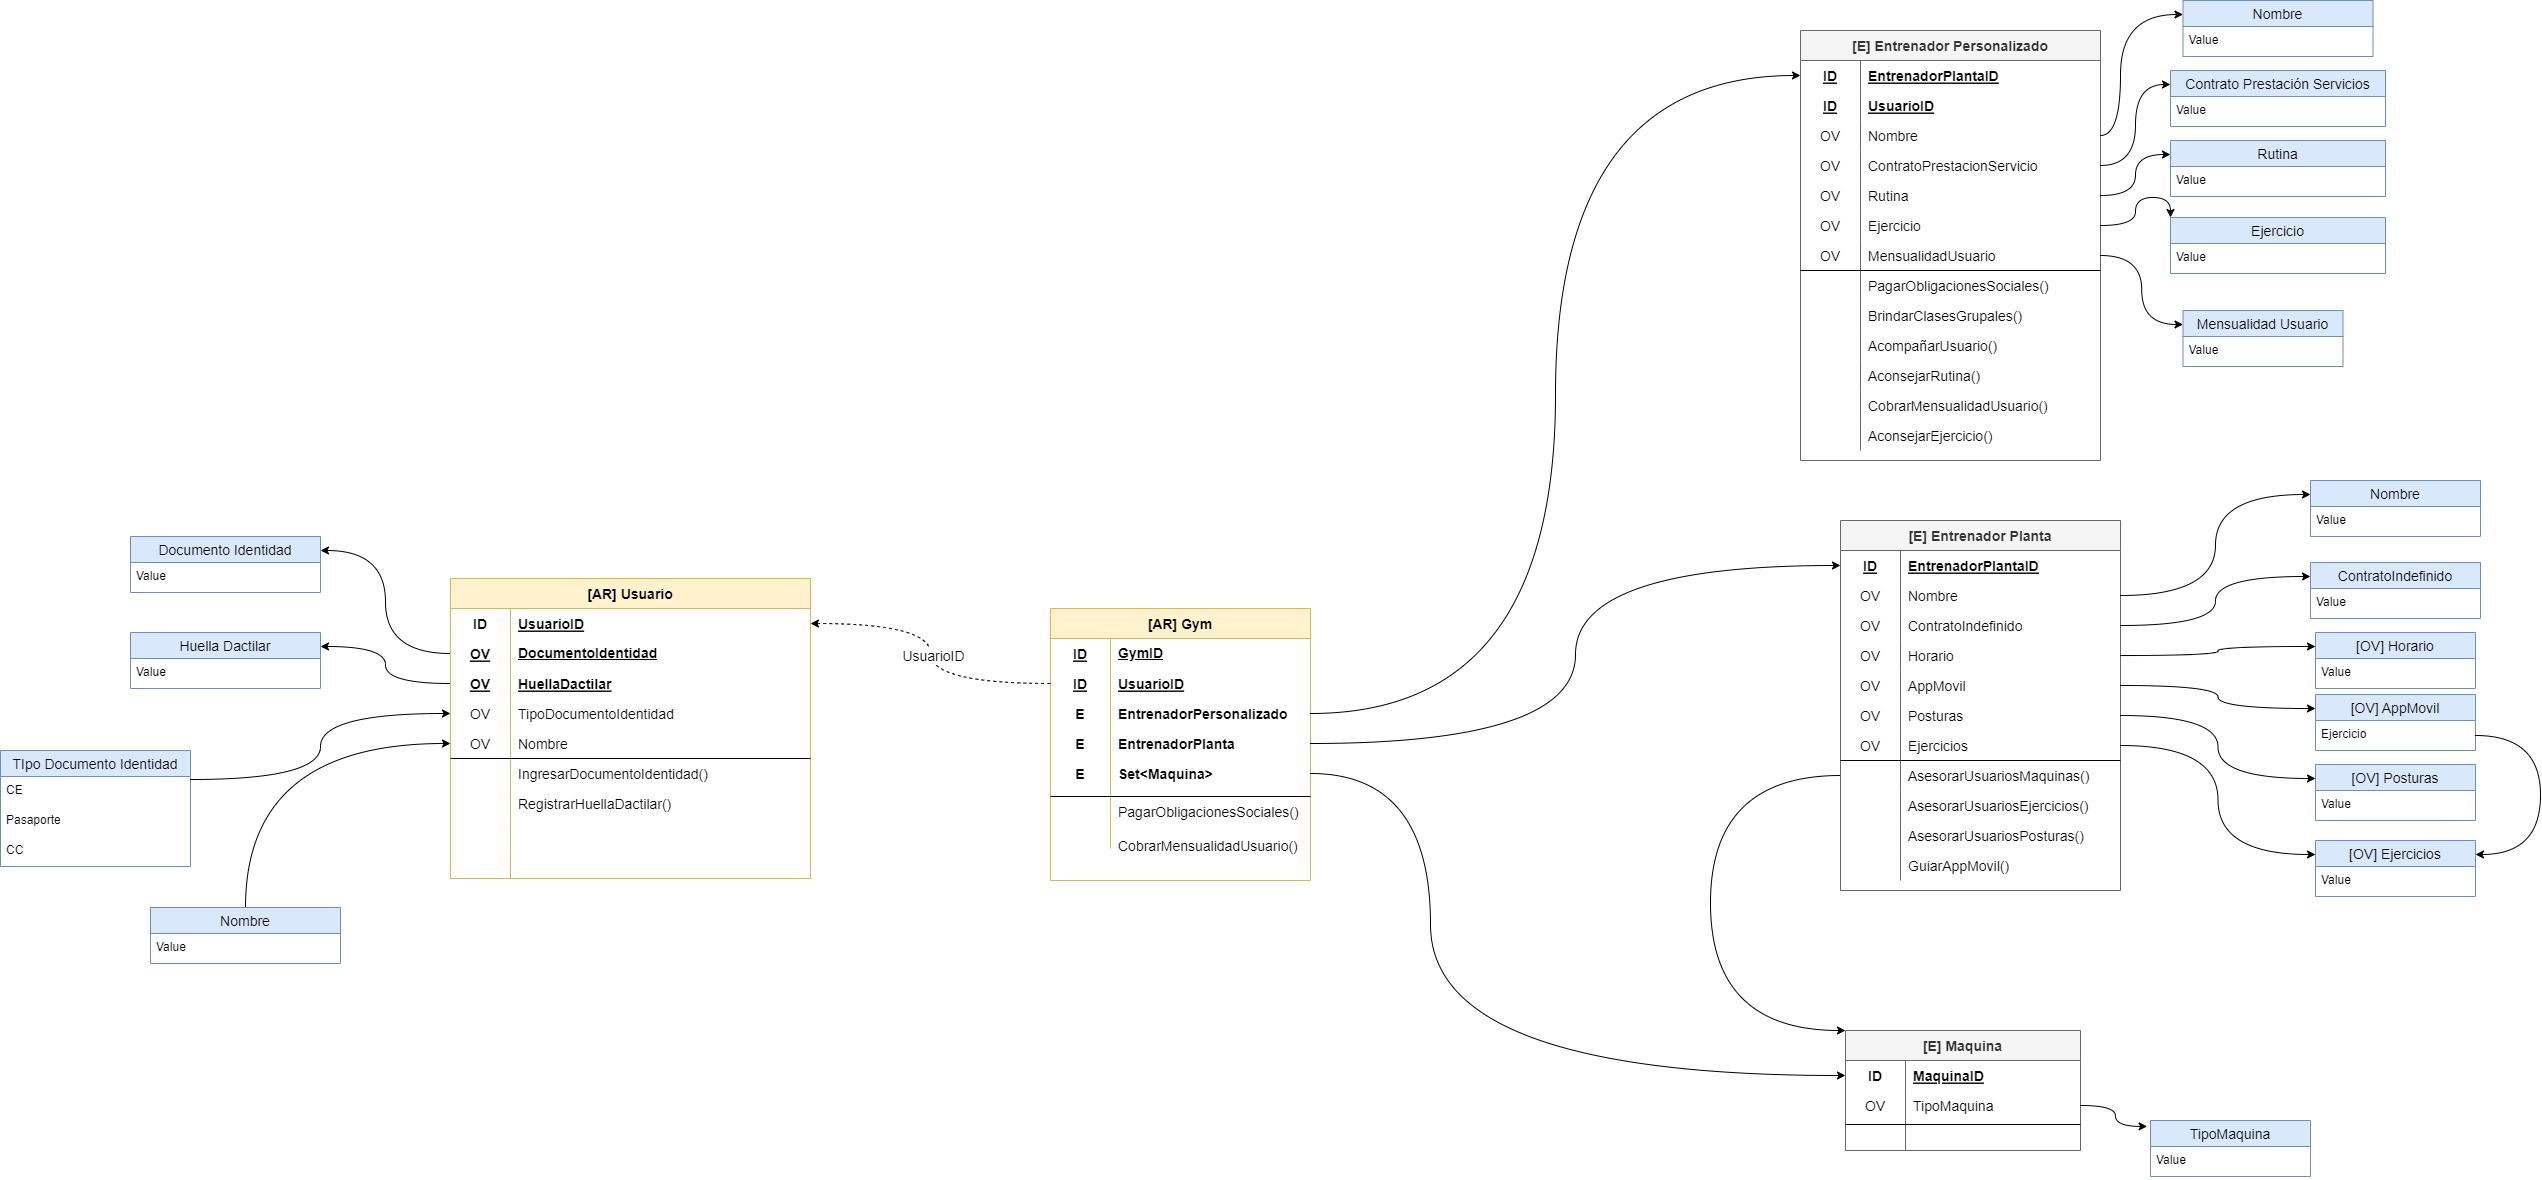 Nombre
Value
Contrato Prestación Servicios
Value
Rutina
Value
Ejercicio
Value
Mensualidad Usuario
Value
[E] Entrenador Personalizado
ID EntrenadorPlantaID
ID UsuarioID
OV Nombre
OV ContratoPrestacionServicio
OV Rutina
OV Ejercicio
OV MensualidadUsuario
PagarObligacionesSociales()
BrindarClasesGrupales()
AcompañarUsuario()
AconsejarRutina()
CobrarMensualidadUsuario()
AconsejarEjercicio()
[E] Entrenador Planta
ID EntrenadorPlantaID
OV Nombre
OV ContratoIndefinido
OV Horario
OV AppMovil
OV Posturas
OV Ejercicios
AsesorarUsuariosMaquinas()
AsesorarUsuariosEjercicios()
AsesorarUsuariosPosturas()
GuiarAppMovil()
Nombre
Value
ContratoIndefinido
Value
[OV] Horario
Value
[OV] AppMovil
Ejercicio
[OV] Posturas
Value
[OV] Ejercicios
Value
Documento Identidad
Value
Huella Dactilar
Value
TIpo Documento Identidad
CE
Pasaporte
CC
Nombre
Value
[AR] Usuario
ID UsuarioID
OV DocumentoIdentidad
OV HuellaDactilar
OV TipoDocumentoIdentidad
OV Nombre
IngresarDocumentoIdentidad()
RegistrarHuellaDactilar()
UsuarioID
[AR] Gym
ID GymID
ID UsuarioID
E EntrenadorPersonalizado
E EntrenadorPlanta
E Set<Maquina>
PagarObligacionesSociales()
CobrarMensualidadUsuario()
[E] Maquina
ID MaquinaID
OV TipoMaquina
TipoMaquina
Value